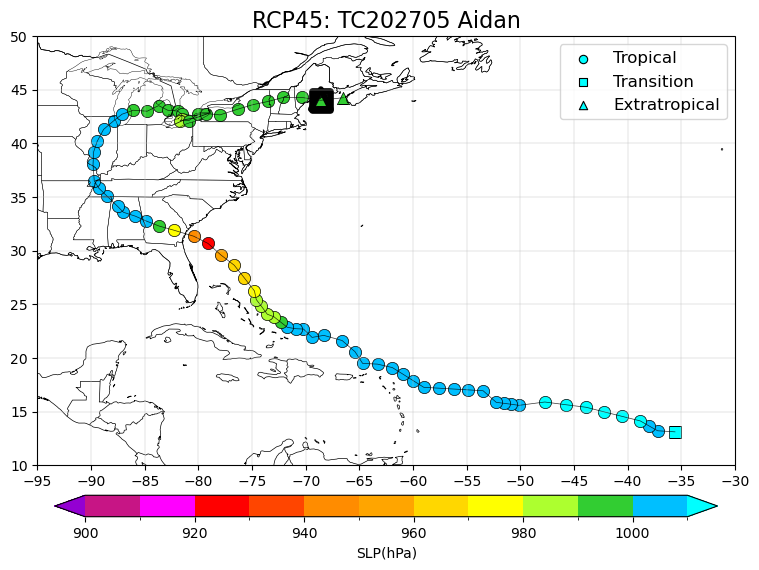 RCP45: TC202705 Aidan
Tropical
Transition
Extratropical
50
45
40
35
30
25
20
15
10
−95 −90 −85 −80 −75 −70 −65 −60 −55 −50 −45 −40 −35 −30
900 920 940 960 980 1000
SLP(hPa)